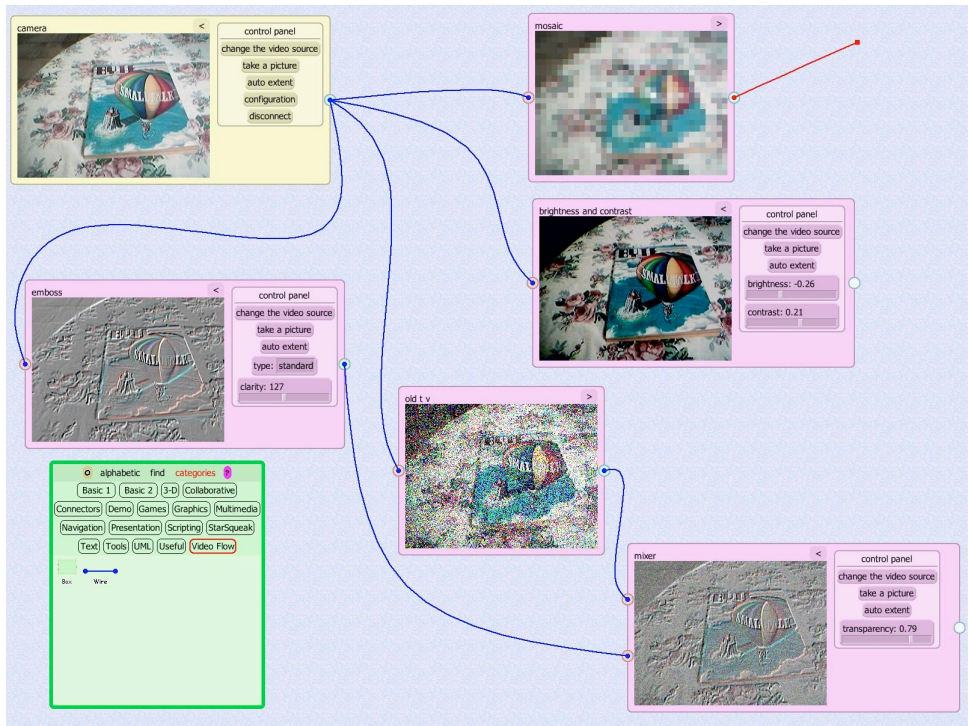 camera
<
control panel
change the video source
take a picture
auto extent
configuration
disconnect
SMALLTALK
mosaic
>
brightness and contrast
<
control panel
change the video source
take a picture
auto extent
brightness: -0.26
contrast: 0.21
SMALLTALK
emboss
<
control panel
change the video source
take a picture
auto extent
type: standard
clarity: 127
SMALLTALK
old t v
>
O alphabetic find categories ?
Basic 1 Basic 2 3-D Collaborative
Connectors Demo Games Graphics Multimedia
Navigation Presentation Scripting StarSqueak
Text Tools UML Useful Video Flow
Box Wire
mixer
<
control panel
change the video source
take a picture
auto extent
transparency: 0.79